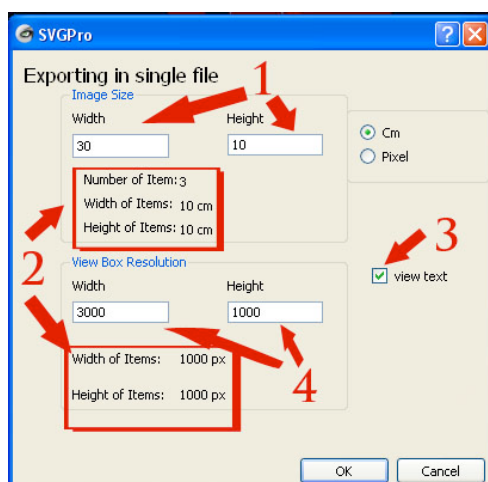 SVGPro
Exporting in single file
Image Size
1
Width Height
30 10
Cm
Pixel
Number of Item: 3
Width of Items: 10 cm
Height of Items: 10 cm
2
3
View Box Resolution
view text
Width Height
3000 1000
4
Width of Items: 1000 px
Height of Items: 1000 px
OK Cancel